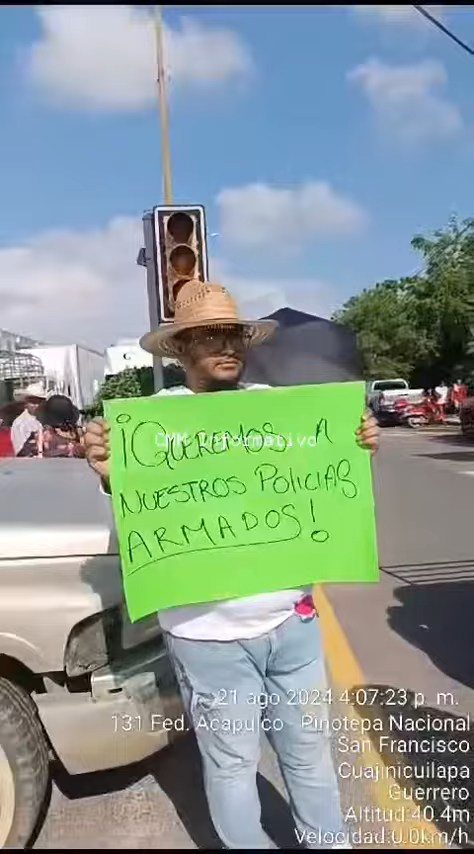 ¡QUEREMOS A
NUESTROS POlICIAS
ARMADOS!
CMM Informativo
21 ago 2024 4:07:23 p. m.
131 Fed. Acapulco - Pinotepa Nacional
San Francisco
Cuajinicuilapa
Guerrero
Altitud:40.4m
Velocidad:0.0km/h